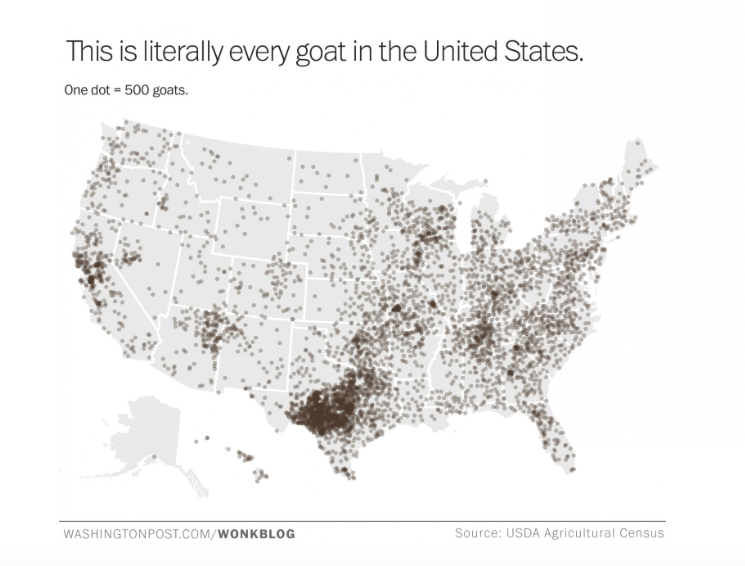 This is literally every goat in the United States.
One dot = 500 goats.
WASHINGTONPOST.COM/WONKBLOG
Source: USDA Agricultural Census